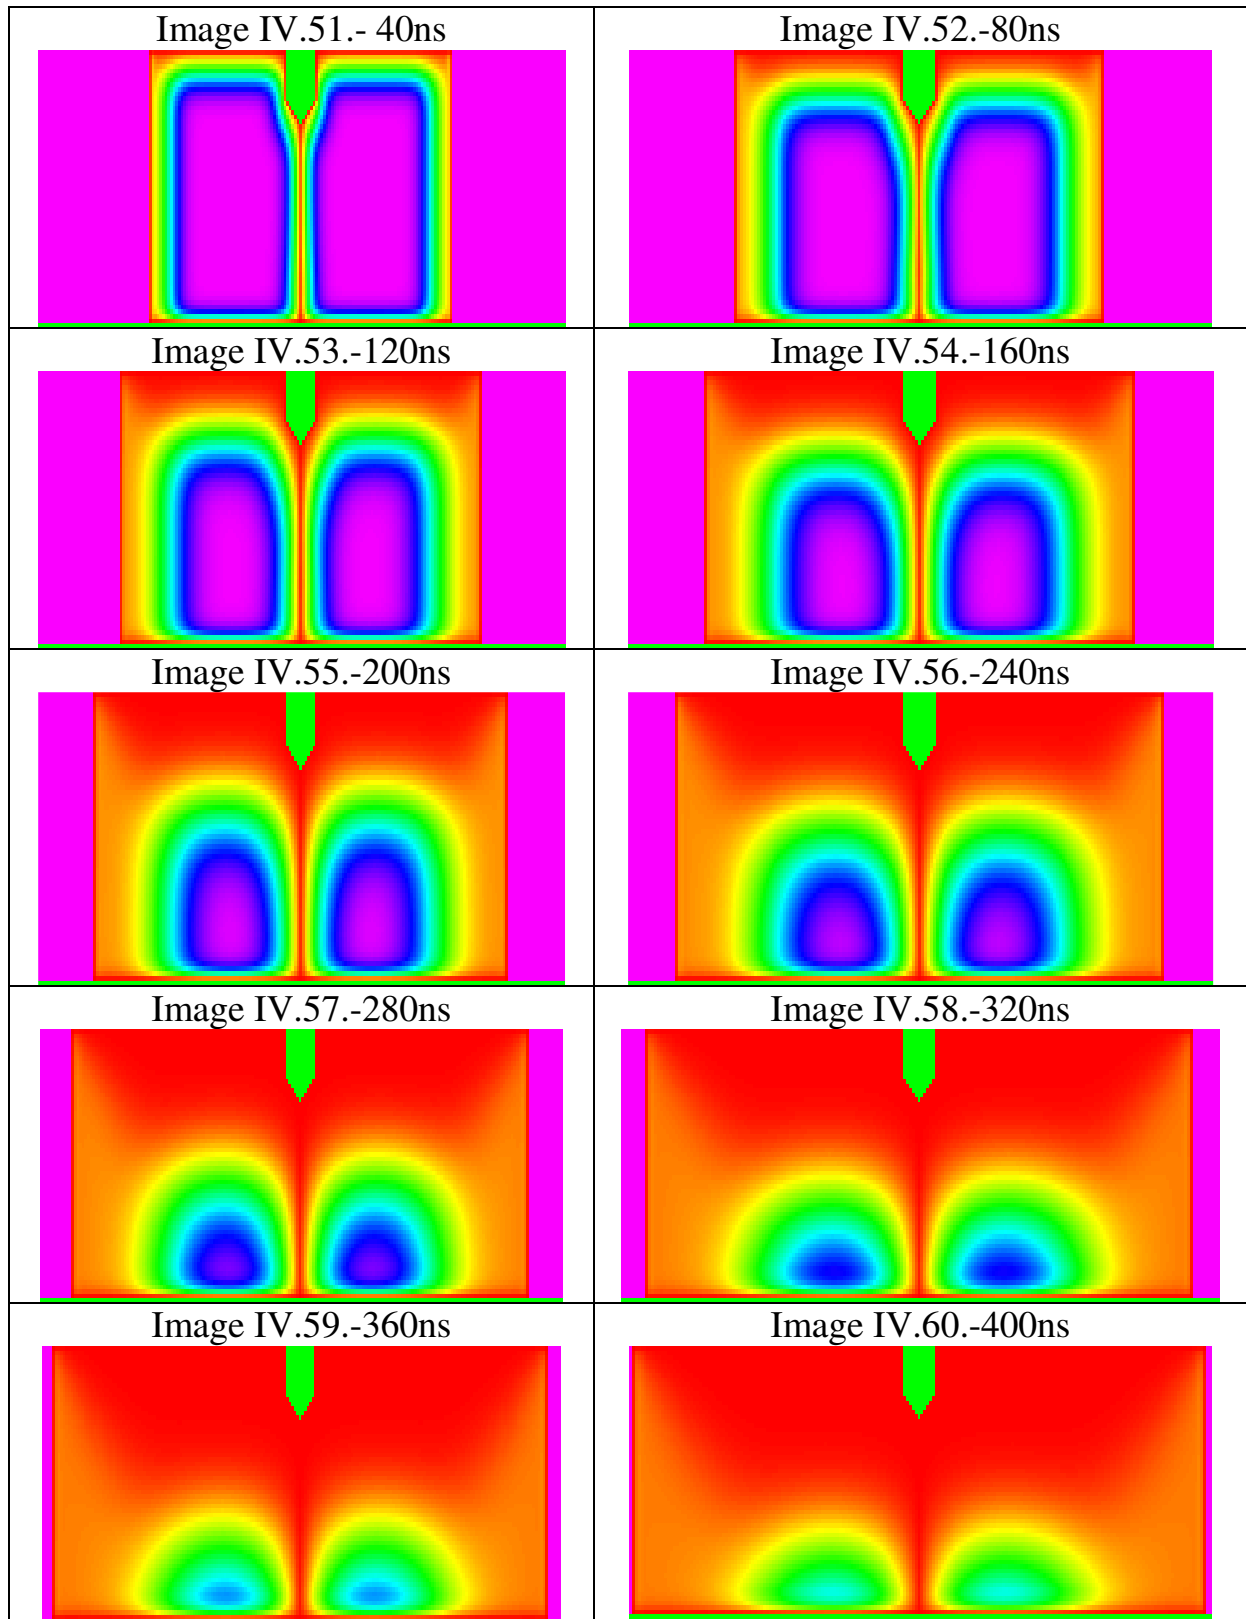 Image IV.51.- 40ns
Image IV.52.-80ns
Image IV.53.-120ns
Image IV.54.-160ns
Image IV.55.-200ns
Image IV.56.-240ns
Image IV.57.-280ns
Image IV.58.-320ns
Image IV.59.-360ns
Image IV.60.-400ns